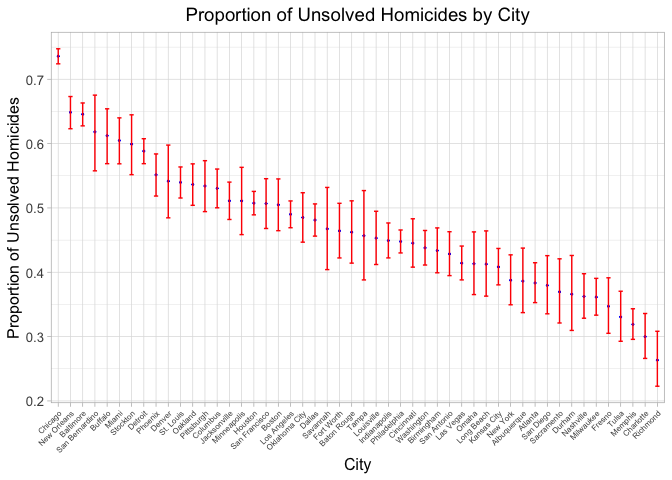 Proportion of Unsolved Homicides by City
Proportion of Unsolved Homicides
0.7
0.6
0.5
0.4
0.3
0.2
Chicago
New Orleans
Baltimore
San Bernardino
Buffalo
Miami
Stockton
Detroit
Phoenix
Denver
St. Louis
Oakland
Pittsburgh
Columbus
Jacksonville
Minneapolis
Houston
San Francisco
Boston
Los Angeles
Oklahoma City
Dallas
Savannah
Fort Worth
Baton Rouge
Tampa
Louisville
Indianapolis
Philadelphia
Cincinnati
Washington
Birmingham
San Antonio
Las Vegas
Omaha
Long Beach
Kansas City
New York
Albuquerque
Atlanta
San Diego
Sacramento
Durham
Nashville
Milwaukee
Fresno
Tulsa
Memphis
Charlotte
Richmond
City